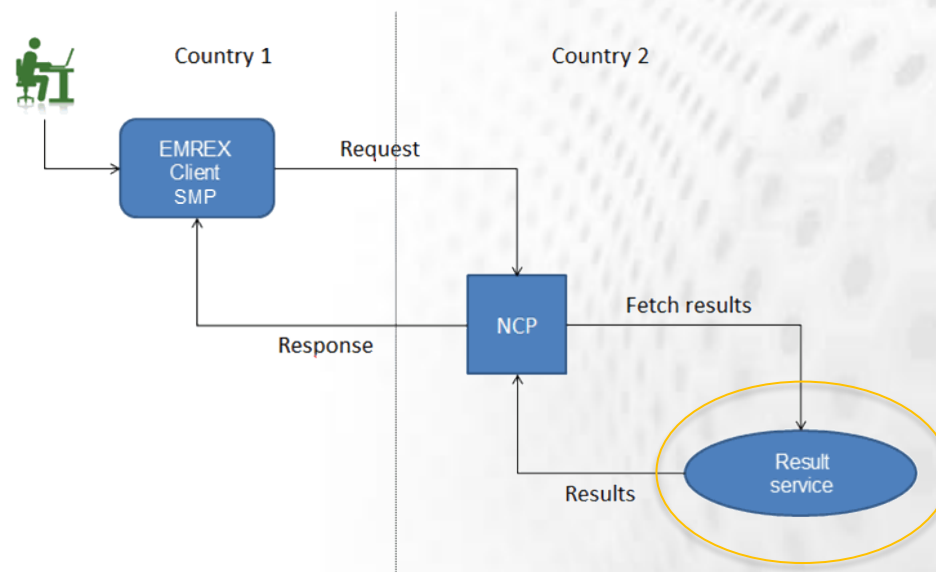 Country 1
Country 2
EMREX
Client
SMP
Request
NCP
Fetch results
Response
Result
service
Results